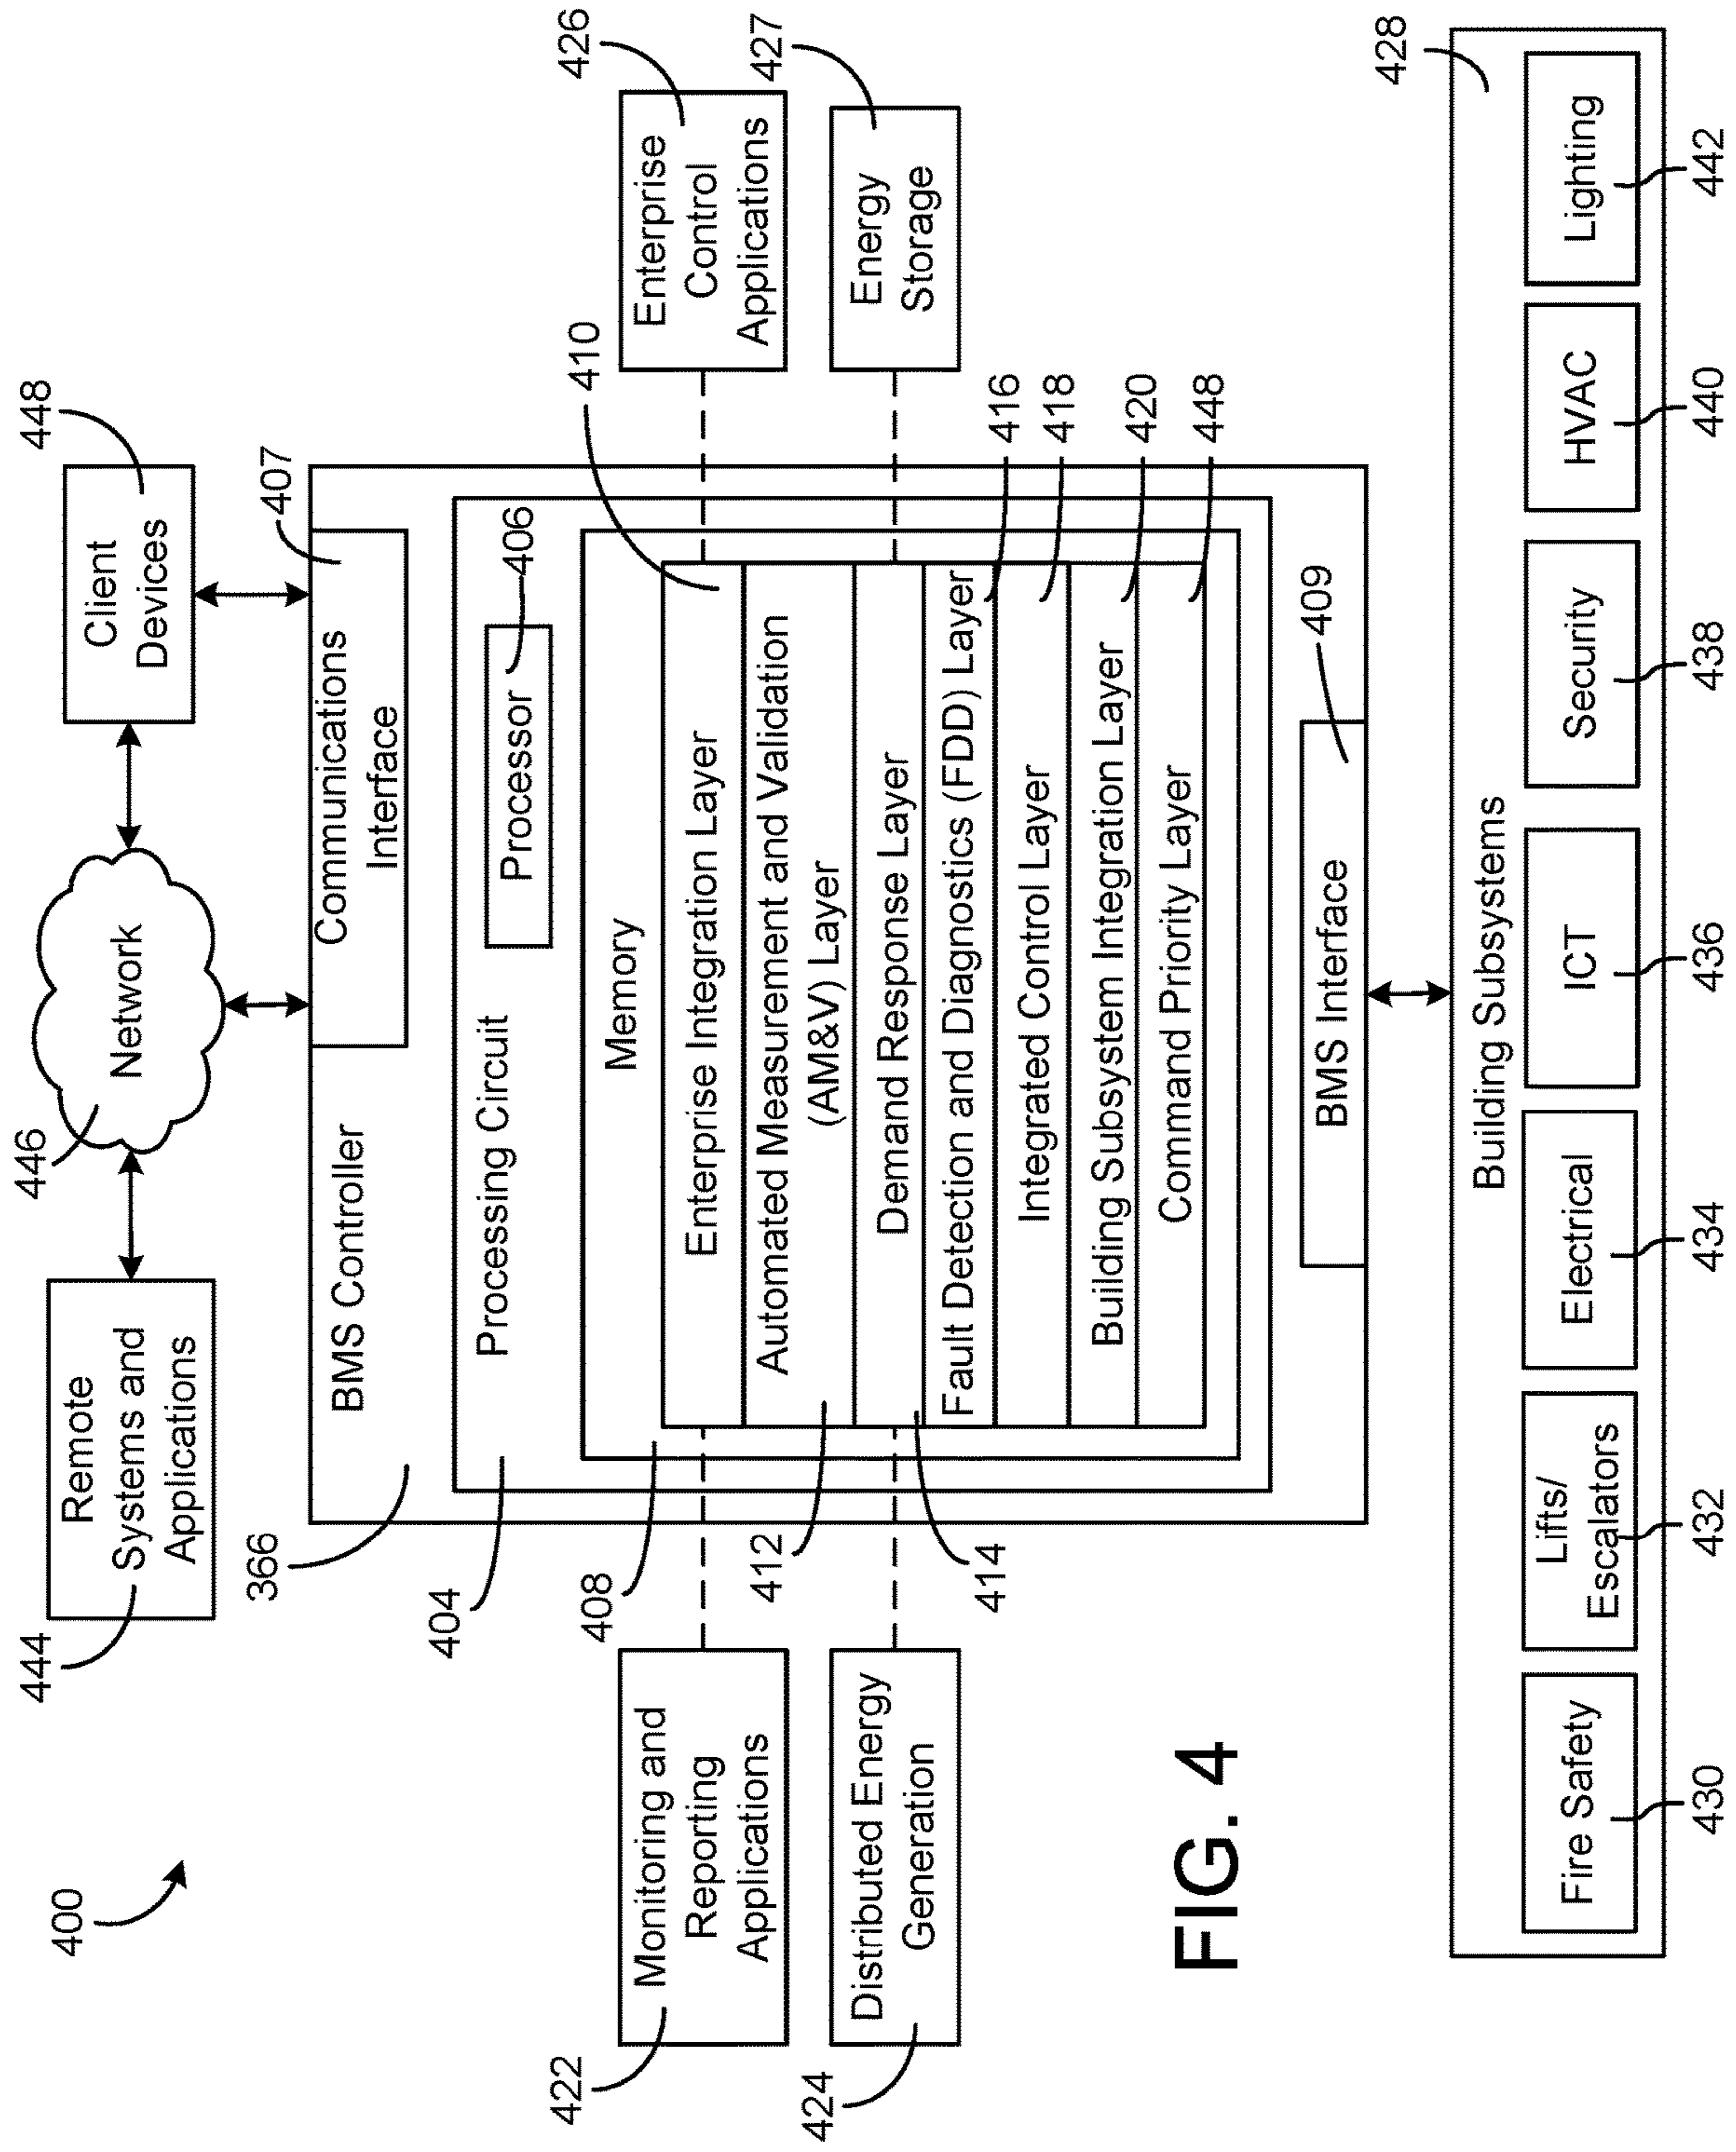 400
444
Remote
Systems and
Applications
446
Network
448
Client
Devices
366
BMS Controller
407
Communications
Interface
404
Processing Circuit
Processor
406
408
Memory
410
Enterprise Integration Layer
412
Automated Measurement and Validation
(AM&V) Layer
414
Demand Response Layer
Fault Detection and Diagnostics (FDD) Layer
416
Integrated Control Layer
418
Building Subsystem Integration Layer
420
Command Priority Layer
448
BMS Interface
409
422
Monitoring and
Reporting
Applications
424
Distributed Energy
Generation
426
Enterprise
Control
Applications
427
Energy
Storage
FIG. 4
428
Building Subsystems
Fire Safety
Lifts/
Escalators
Electrical
ICT
Security
HVAC
Lighting
430
432
434
436
438
440
442